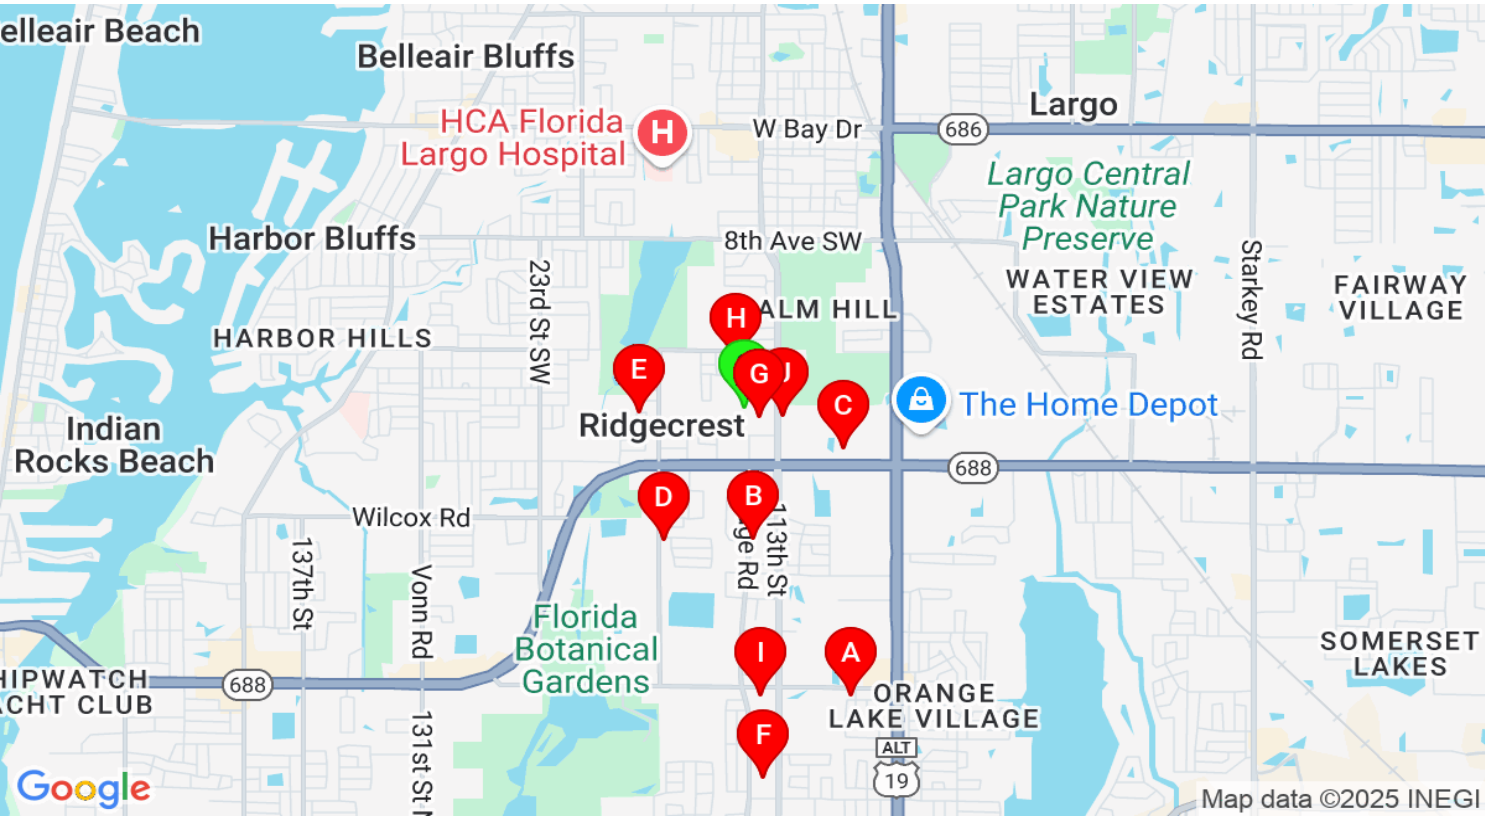 elleair Beach
Belleair Bluffs
HCA Florida
Largo Hospital
H
W Bay Dr
686
Largo
Largo Central
Park Nature
Preserve
Harbor Bluffs
8th Ave SW
23rd St SW
WATER VIEW
ESTATES
Starkey Rd
FAIRWAY
VILLAGE
H
ALM HILL
HARBOR HILLS
E
G
J
C
The Home Depot
Ridgecrest
Indian
Rocks Beach
688
D
B
Wilcox Rd
ge Rd
113th St
137th St
Vonn Rd
Florida
Botanical
Gardens
I
A
SOMERSET
LAKES
HIPWATCH
ACHT CLUB
688
ORANGE
LAKE VILLAGE
131st St N
F
ALT
19
Google
Map data ©2025 INEGI